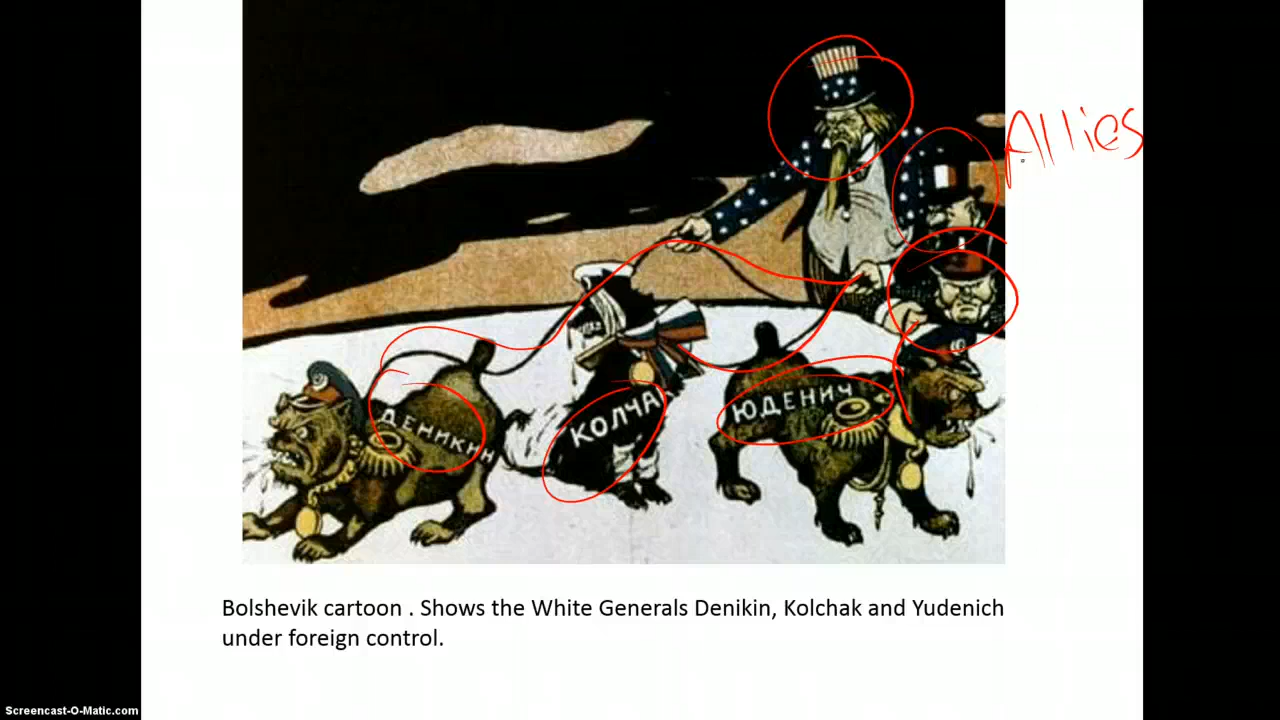 Allies
ДЕНИКИН
КОЛЧА
ЮДЕНИЧ
Bolshevik cartoon . Shows the White Generals Denikin, Kolchak and Yudenich
under foreign control.
Screencast-O-Matic.com